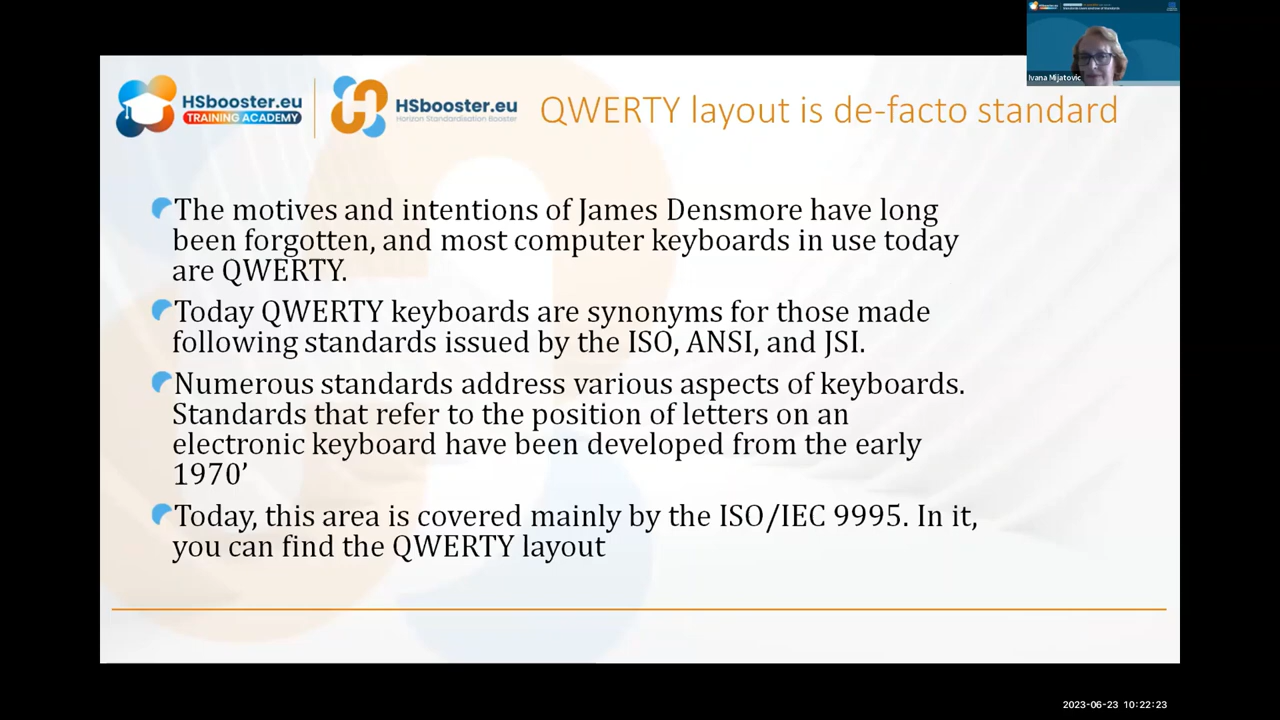 HSbooster.eu
TRAINING ACADEMY
HSbooster.eu
Horizon Standardisation Booster
QWERTY layout is de-facto standard
Ivana Mijatovic
The motives and intentions of James Densmore have long
been forgotten, and most computer keyboards in use today
are QWERTY.
Today QWERTY keyboards are synonyms for those made
following standards issued by the ISO, ANSI, and JSI.
Numerous standards address various aspects of keyboards.
Standards that refer to the position of letters on an
electronic keyboard have been developed from the early
1970’
Today, this area is covered mainly by the ISO/IEC 9995. In it,
you can find the QWERTY layout
2023-06-23 10:22:23